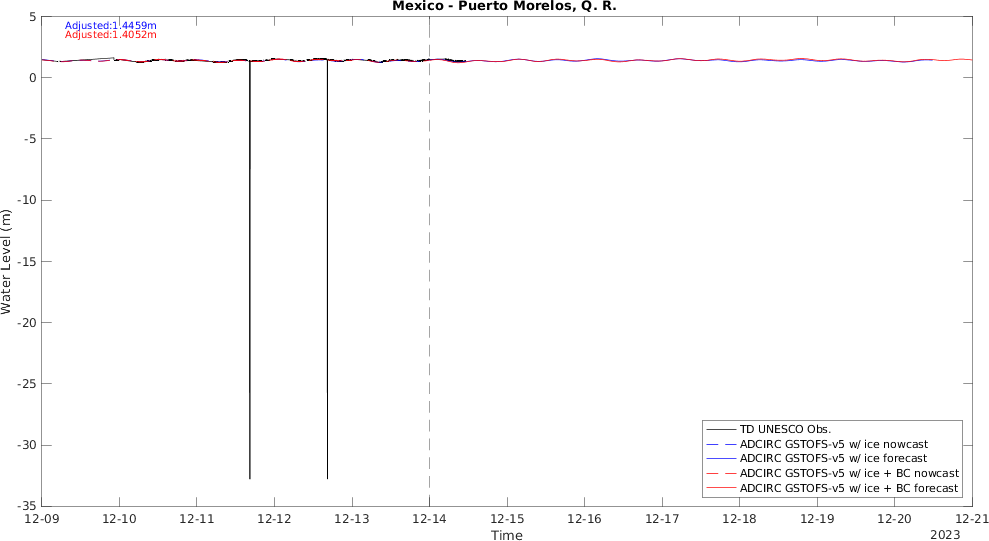 Mexico - Puerto Morelos, Q. R.
Adjusted:1.4459m
Adjusted:1.4052m
5
0
-5
-10
-15
-20
-25
-30
-35
Water Level (m)
TD UNESCO Obs.
ADCIRC GSTOFS-v5 w/ ice nowcast
ADCIRC GSTOFS-v5 w/ ice forecast
ADCIRC GSTOFS-v5 w/ ice + BC nowcast
ADCIRC GSTOFS-v5 w/ ice + BC forecast
12-09 12-10 12-11 12-12 12-13 12-14 12-15 12-16 12-17 12-18 12-19 12-20 12-21
Time
2023